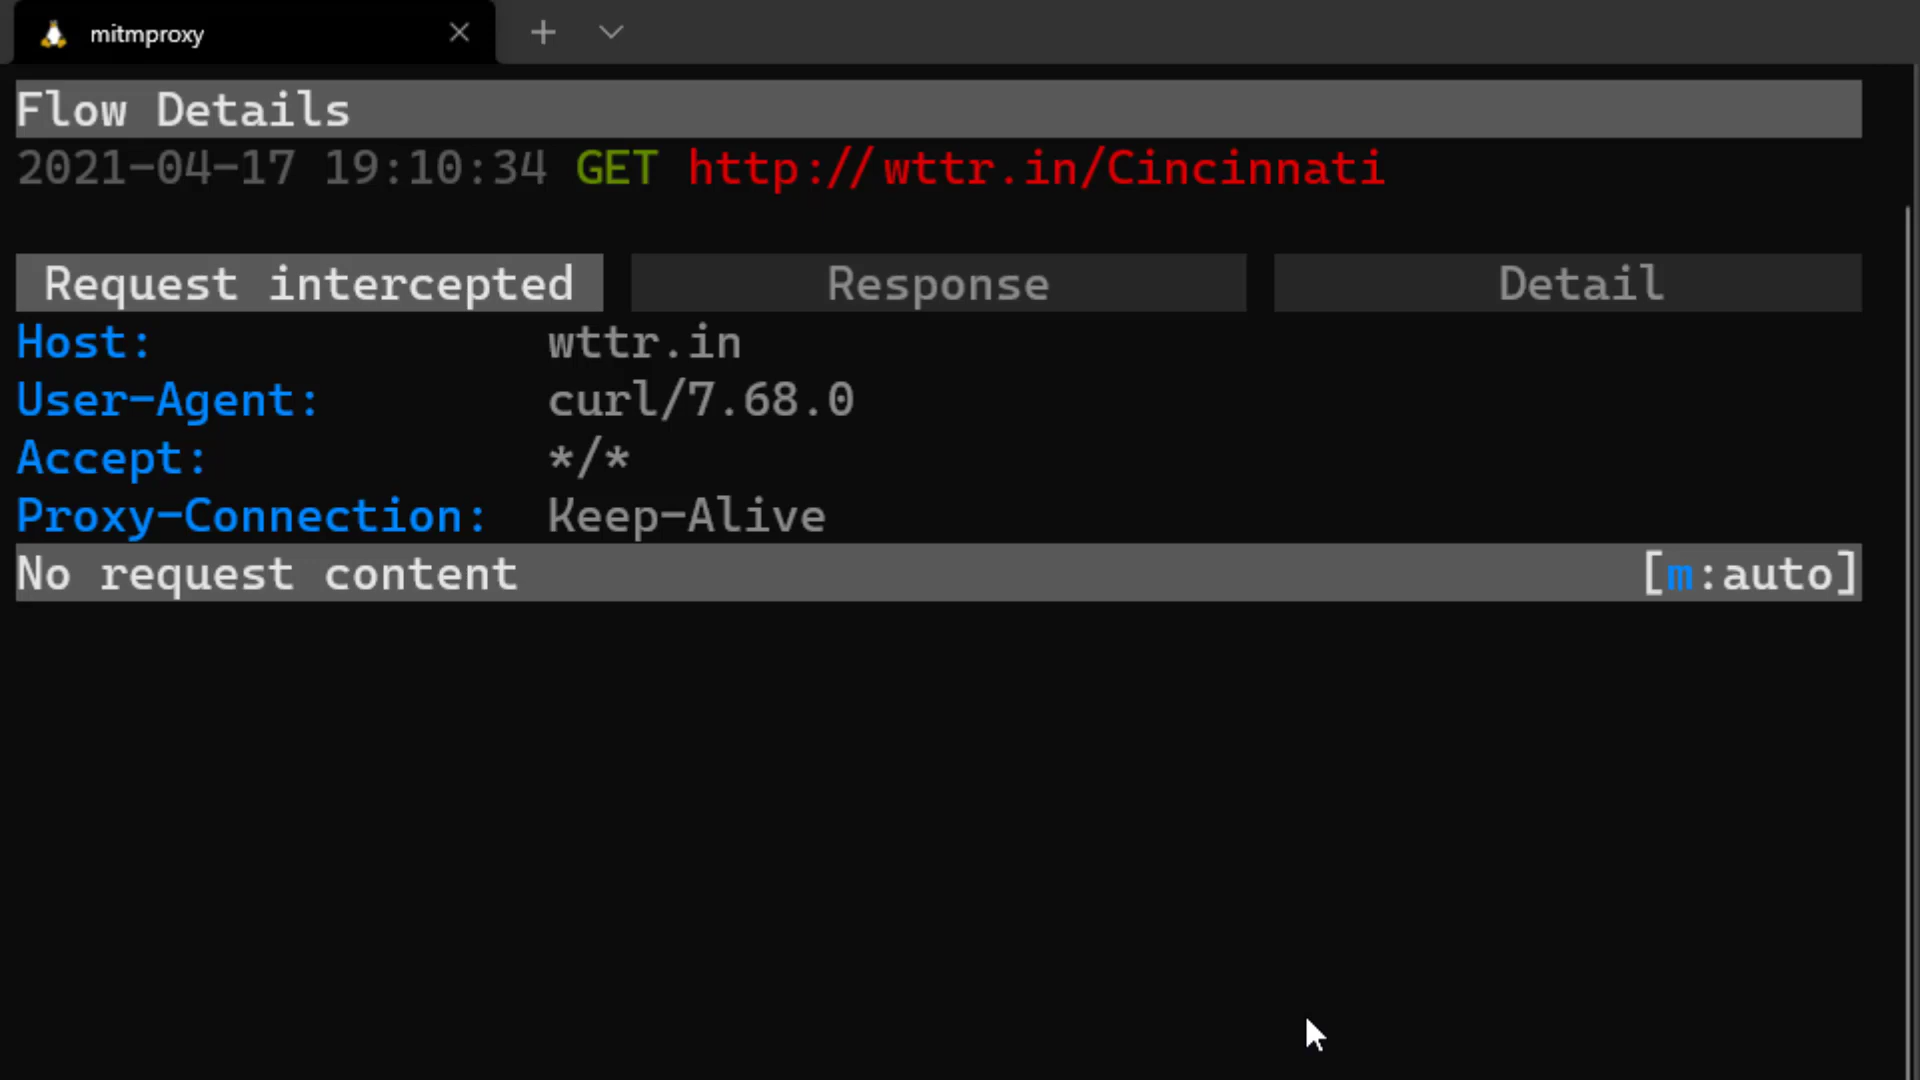 mitmproxy
Flow Details
2021-04-17 19:10:34 GET http://wttr.in/Cincinnati
Request intercepted Response Detail
Host: wttr.in
User-Agent: curl/7.68.0
Accept: */*
Proxy-Connection: Keep-Alive
No request content [m:auto]